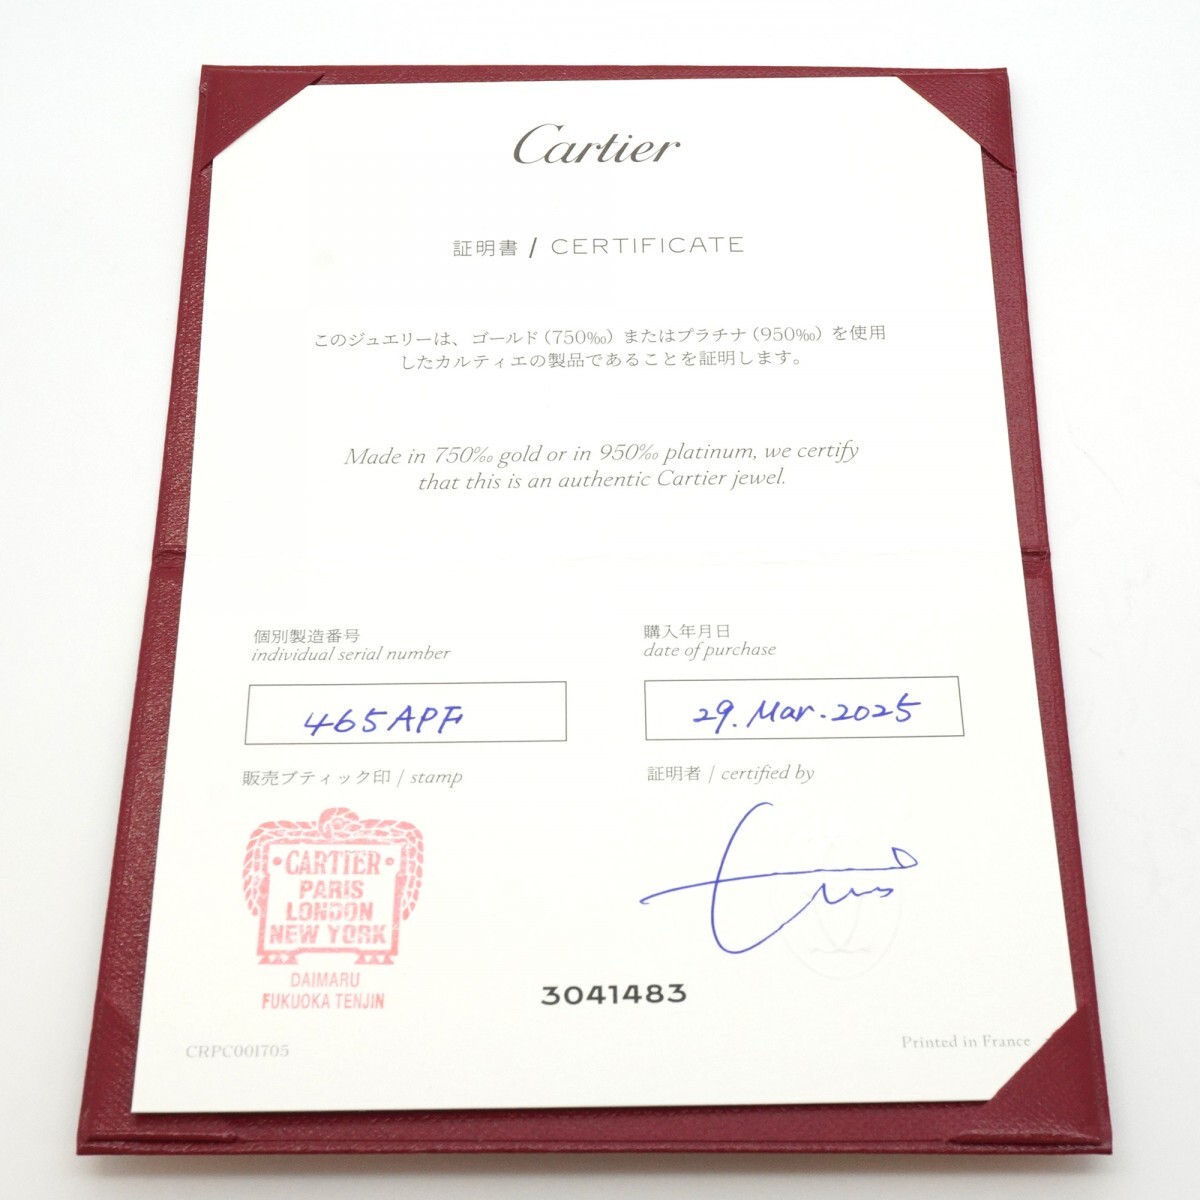 Cartier
証明書 / CERTIFICATE
このジュエリーは、ゴールド（750‰）またはプラチナ（950‰）を使用
したカルティエの製品であることを証明します。
Made in 750‰ gold or in 950‰ platinum, we certify
that this is an authentic Cartier jewel.
個別製造番号
individual serial number
465APF
購入年月日
date of purchase
29. Mar. 2025
販売ブティック印 / stamp
CARTIER
PARIS
LONDON
NEW YORK
DAIMARU
FUKUOKA TENJIN
証明者 / certified by
3041483
CRPC001705
Printed in France